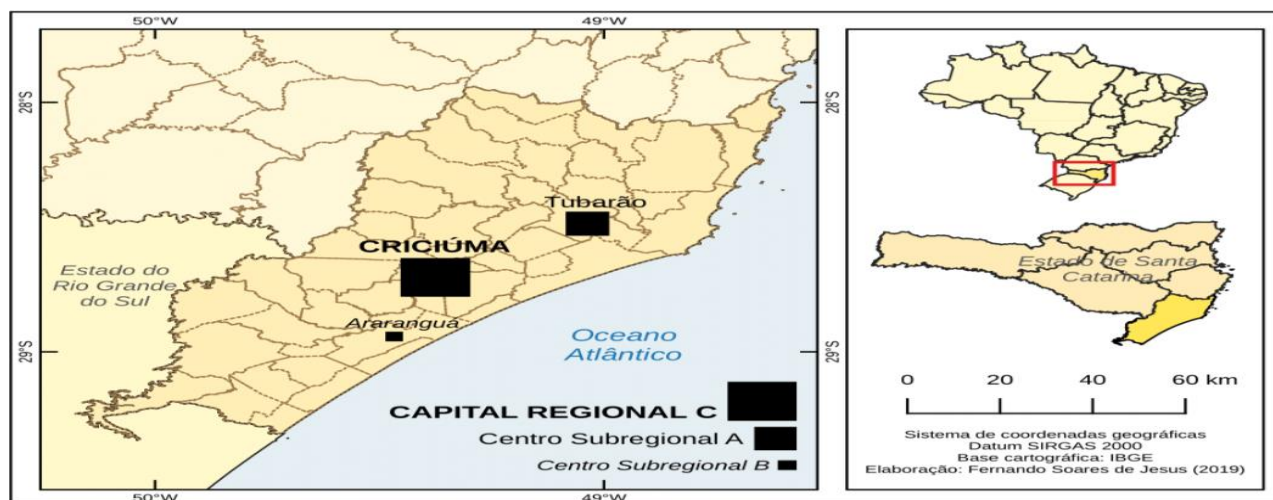 50°W
49°W
28°S
28°S
Tubarão
CRICIÚMA
Estado do
Rio Grande
do Sul
Araranguá
Oceano
Atlântico
29°S
29°S
CAPITAL REGIONAL C
Centro Subregional A
Centro Subregional B
50°W
49°W
Estado de Santa
Catarina
0
20
40
60 km
Sistema de coordenadas geográficas
Datum SIRGAS 2000
Base cartográfica: IBGE
Elaboração: Fernando Soares de Jesus (2019)